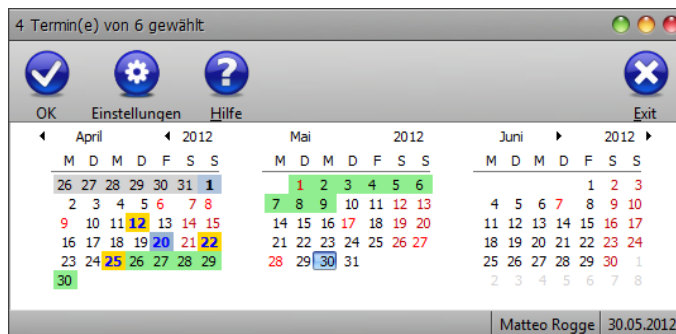 4 Termin(e) von 6 gewählt
OK Einstellungen Hilfe Exit
April 2012 Mai 2012 Juni 2012
M D M D F S S M D M D F S S M D M D F S S
26 27 28 29 30 31 1 1 2 3 4 5 6 1 2 3
2 3 4 5 6 7 8 7 8 9 10 11 12 13 4 5 6 7 8 9 10
9 10 11 12 13 14 15 14 15 16 17 18 19 20 11 12 13 14 15 16 17
16 17 18 19 20 21 22 21 22 23 24 25 26 27 18 19 20 21 22 23 24
23 24 25 26 27 28 29 28 29 30 31 25 26 27 28 29 30 1
30 2 3 4 5 6 7 8
Matteo Rogge 30.05.2012